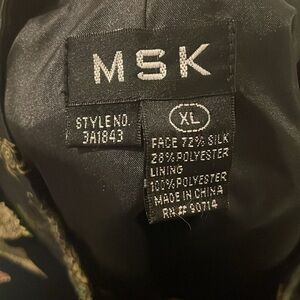 MSK
STYLE NO.
3A1843
XL
FACE 72% SILK
28% POLYESTER
LINING
100% POLYESTER
MADE IN CHINA
RN# 90714